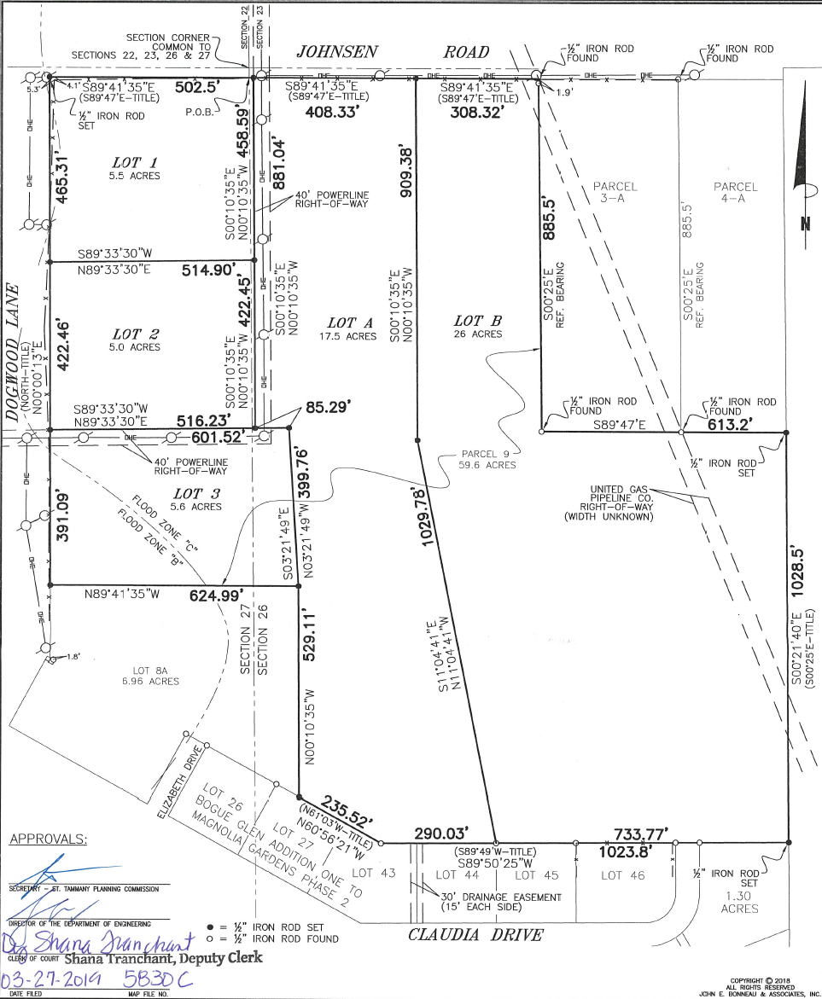 SECTION 22
SECTION 23
SECTION CORNER
COMMON TO
SECTIONS 22, 23, 26 & 27
JOHNSEN ROAD
½" IRON ROD
FOUND
½" IRON ROD
FOUND
OHE
OHE
OHE
OHE
5.3'
4.1'
S89°41'35"E
(S89°47'E-TITLE)
502.5'
½" IRON ROD
SET
P.O.B.
S89°41'35"E
(S89°47'E-TITLE)
408.33'
S89°41'35"E
(S89°47'E-TITLE)
308.32'
1.9'
OHE
OHE
465.31'
LOT 1
5.5 ACRES
458.59'
S00°10'35"E
N00°10'35"W
881.04'
OHE
40' POWERLINE
RIGHT-OF-WAY
909.38'
885.5'
PARCEL
3-A
885.5'
PARCEL
4-A
N
S89°33'30"W
N89°33'30"E
514.90'
DOGWOOD LANE
(NORTH-TITLE)
N00°00'13"E
422.46'
LOT 2
5.0 ACRES
422.45'
S00°10'35"E
N00°10'35"W
OHE
OHE
S00°10'35"E
N00°10'35"W
LOT A
17.5 ACRES
S00°10'35"E
N00°10'35"W
LOT B
26 ACRES
S00°25'E
REF. BEARING
S00°25'E
REF. BEARING
S89°33'30"W
N89°33'30"E
516.23'
85.29'
601.52'
OHE
40' POWERLINE
RIGHT-OF-WAY
½" IRON ROD
FOUND
S89°47'E
½" IRON ROD
FOUND
613.2'
½" IRON ROD
SET
PARCEL 9
59.6 ACRES
OHE
OHE
391.09'
LOT 3
5.6 ACRES
FLOOD ZONE "C"
FLOOD ZONE "B"
S03°21'49"E
N03°21'49"W
399.76'
1029.78'
S11°04'41"E
N11°04'41"W
UNITED GAS
PIPELINE CO.
RIGHT-OF-WAY
(WIDTH UNKNOWN)
N89°41'35"W
624.99'
SECTION 27
SECTION 26
529.11'
N00°10'35"W
1028.5'
S00°21'40"E
(S00°25'E-TITLE)
1.8'
LOT 8A
6.96 ACRES
ELIZABETH DRIVE
LOT 26
LOT 27
BOGUE GLEN ADDITION ONE TO
MAGNOLIA GARDENS PHASE 2
235.52'
(N61°03'W-TITLE)
N60°56'21"W
290.03'
(S89°49'W-TITLE)
S89°50'25"W
733.77'
1023.8'
LOT 43
LOT 44
LOT 45
LOT 46
½" IRON ROD
SET
1.30
ACRES
30' DRAINAGE EASEMENT
(15' EACH SIDE)
CLAUDIA DRIVE
APPROVALS:
SECRETARY - ST. TAMMANY PLANNING COMMISSION
DIRECTOR OF THE DEPARTMENT OF ENGINEERING
● = ½" IRON ROD SET
○ = ½" IRON ROD FOUND
Dy Shana Tranchant
CLERK OF COURT Shana Tranchant, Deputy Clerk
03-27-2019 5830C
DATE FILED MAP FILE NO.
COPYRIGHT © 2018
ALL RIGHTS RESERVED
JOHN E. BONNEAU & ASSOCIATES, INC.